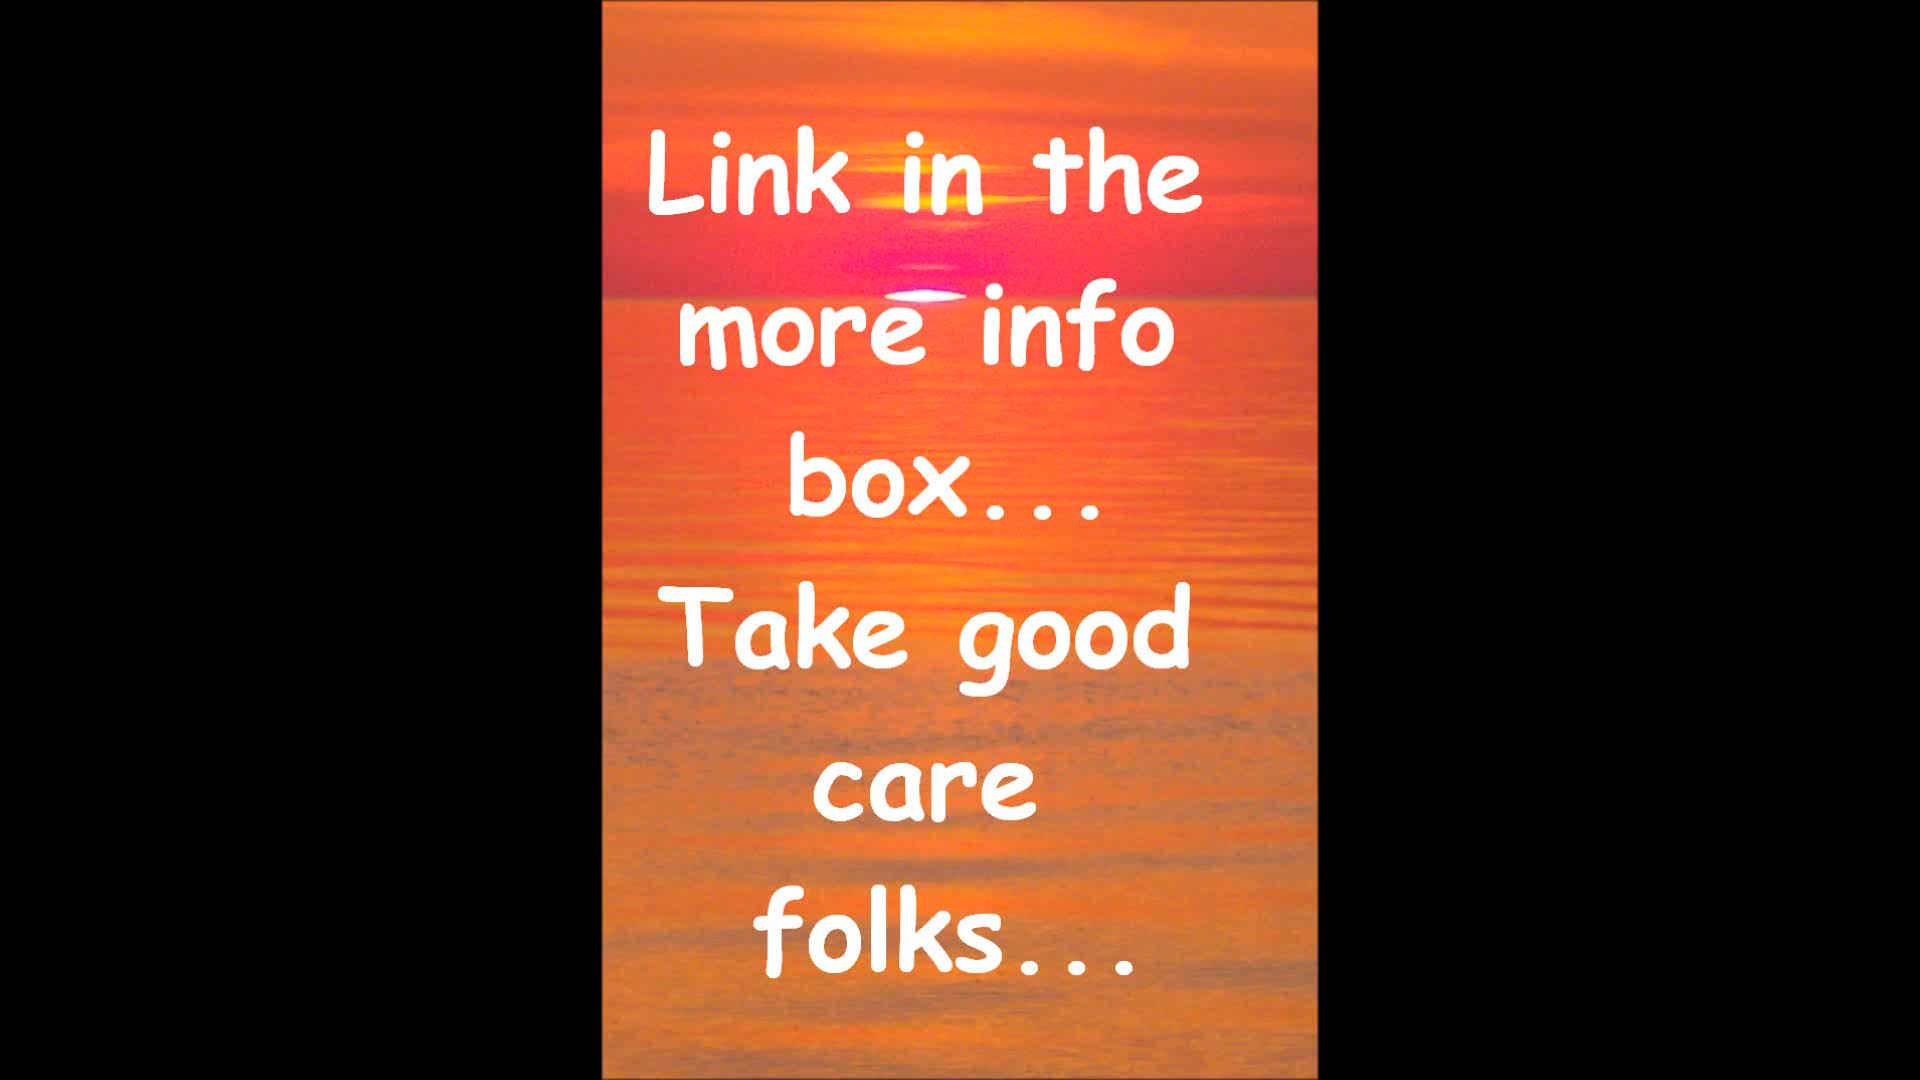 Link in the
more info
box...
Take good
care
folks...